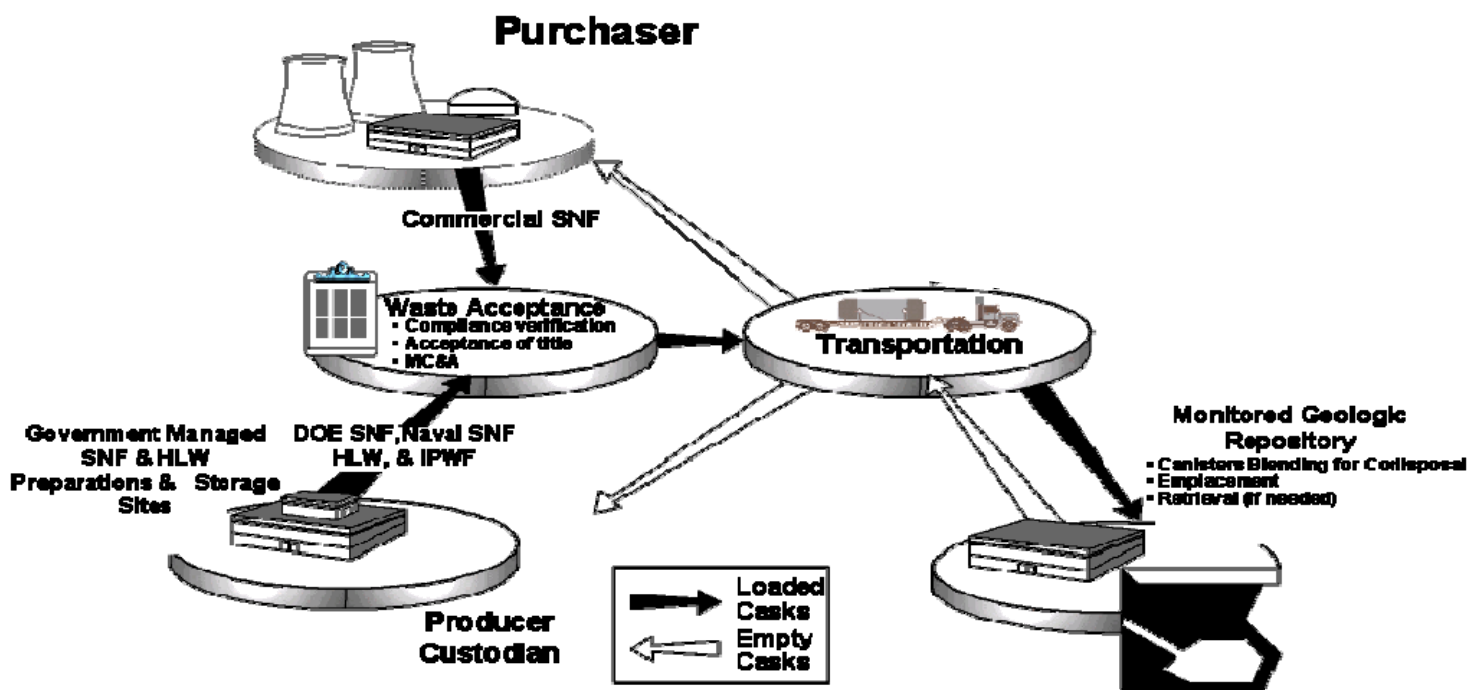 Purchaser
Commercial SNF
Waste Acceptance
▪ Compliance verification
▪ Acceptance of title
▪ MC&A
Transportation
Government Managed
SNF & HLW
Preparations & Storage
Sites
DOE SNF, Naval SNF
HLW, & IPWF
Monitored Geologic
Repository
▪ Canisters Blending for Codisposal
▪ Emplacement
▪ Retrieval (if needed)
Producer
Custodian
Loaded
Casks
Empty
Casks